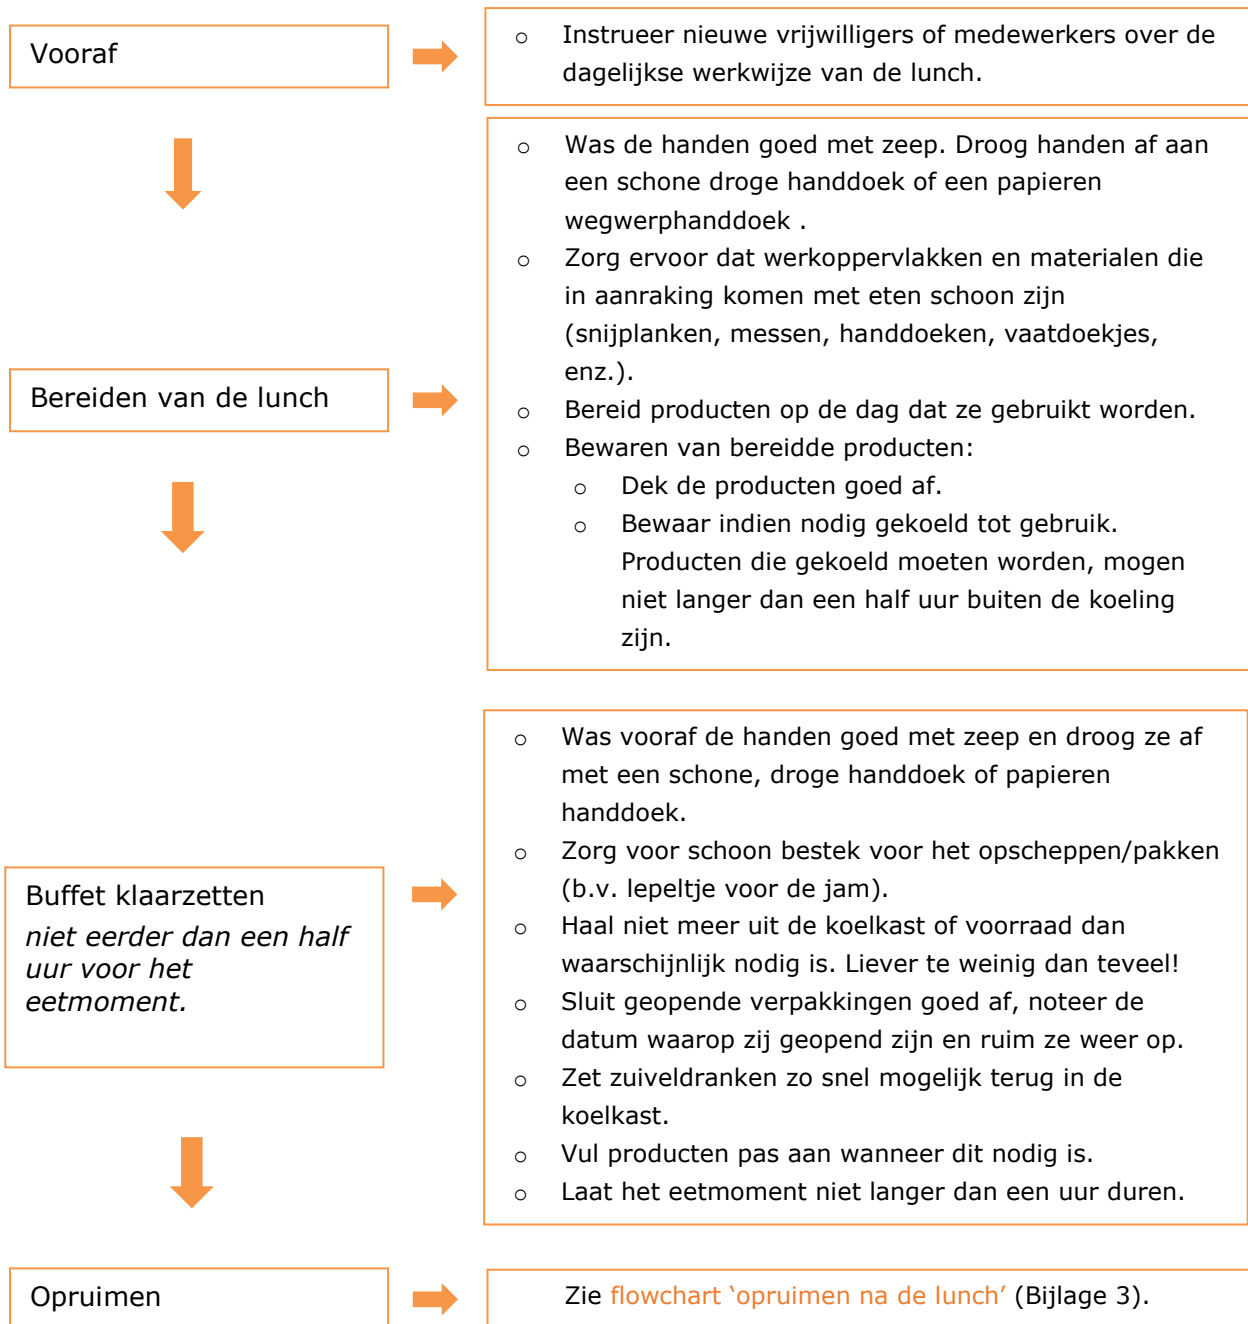 Vooraf
o Instrueer nieuwe vrijwilligers of medewerkers over de
dagelijkse werkwijze van de lunch.
Bereiden van de lunch
o Was de handen goed met zeep. Droog handen af aan
een schone droge handdoek of een papieren
wegwerphanddoek .
o Zorg ervoor dat werkoppervlakken en materialen die
in aanraking komen met eten schoon zijn
(snijplanken, messen, handdoeken, vaatdoekjes,
enz.).
o Bereid producten op de dag dat ze gebruikt worden.
o Bewaren van bereidde producten:
o Dek de producten goed af.
o Bewaar indien nodig gekoeld tot gebruik.
Producten die gekoeld moeten worden, mogen
niet langer dan een half uur buiten de koeling
zijn.
Buffet klaarzetten
niet eerder dan een half
uur voor het
eetmoment.
o Was vooraf de handen goed met zeep en droog ze af
met een schone, droge handdoek of papieren
handdoek.
o Zorg voor schoon bestek voor het opscheppen/pakken
(b.v. lepeltje voor de jam).
o Haal niet meer uit de koelkast of voorraad dan
waarschijnlijk nodig is. Liever te weinig dan teveel!
o Sluit geopende verpakkingen goed af, noteer de
datum waarop zij geopend zijn en ruim ze weer op.
o Zet zuiveldranken zo snel mogelijk terug in de
koelkast.
o Vul producten pas aan wanneer dit nodig is.
o Laat het eetmoment niet langer dan een uur duren.
Opruimen
Zie flowchart ‘opruimen na de lunch’ (Bijlage 3).